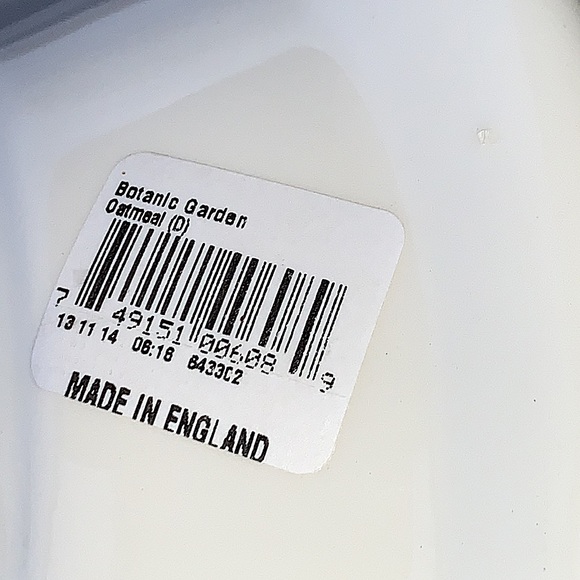 Botanic Garden
Oatmeal (D)
7 49151 00608 9
13 11 14 06:16 643302
MADE IN ENGLAND